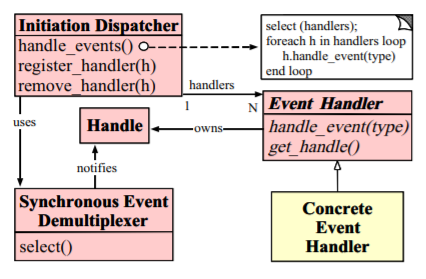 Initiation Dispatcher
handle_events()
register_handler(h)
remove_handler(h)
select (handlers);
foreach h in handlers loop
h.handle_event(type)
end loop
handlers
1
N
uses
Handle
owns
Event Handler
handle_event(type)
get_handle()
notifies
Synchronous Event
Demultiplexer
select()
Concrete
Event
Handler